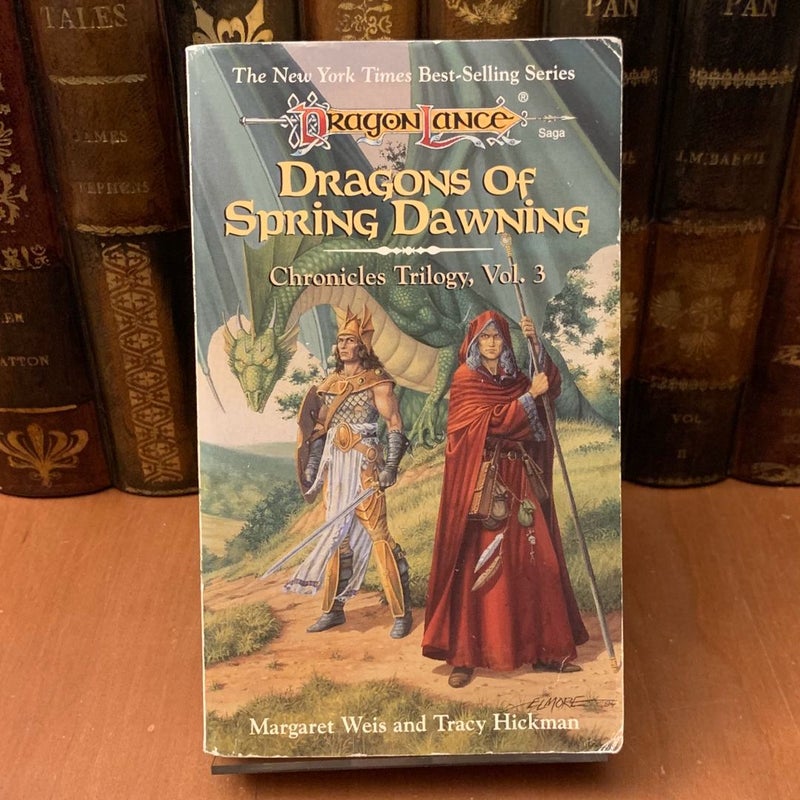 TALES
JAMES
STEPHENS
PAN
PAN
J.M. BARRIE
VOL
II
The New York Times Best-Selling Series
DRAGONLANCE®
Saga
DRAGONS OF
SPRING DAWNING
Chronicles Trilogy, Vol. 3
ELMORE
Margaret Weis and Tracy Hickman